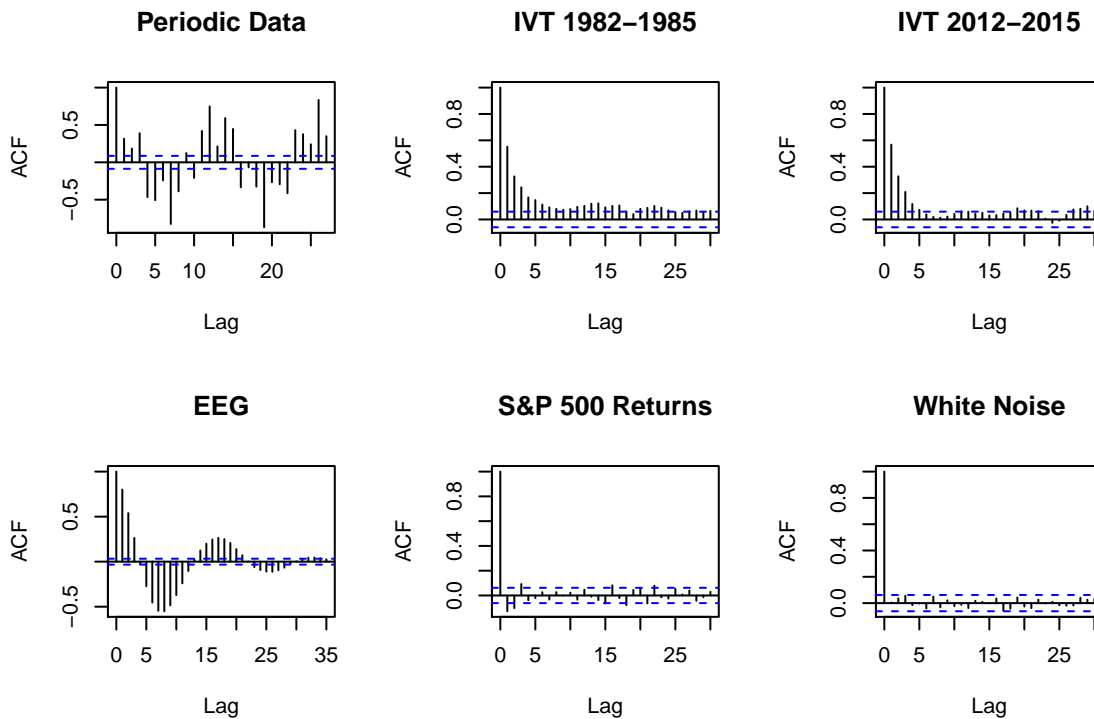 Periodic Data
ACF
−0.5 0.5
0 5 10 20
Lag
IVT 1982−1985
ACF
0.0 0.4 0.8
0 5 15 25
Lag
IVT 2012−2015
ACF
0.0 0.4 0.8
0 5 15 25
Lag
EEG
ACF
−0.5 0.5
0 5 15 25 35
Lag
S&P 500 Returns
ACF
0.0 0.4 0.8
0 5 15 25
Lag
White Noise
ACF
0.0 0.4 0.8
0 5 15 25
Lag